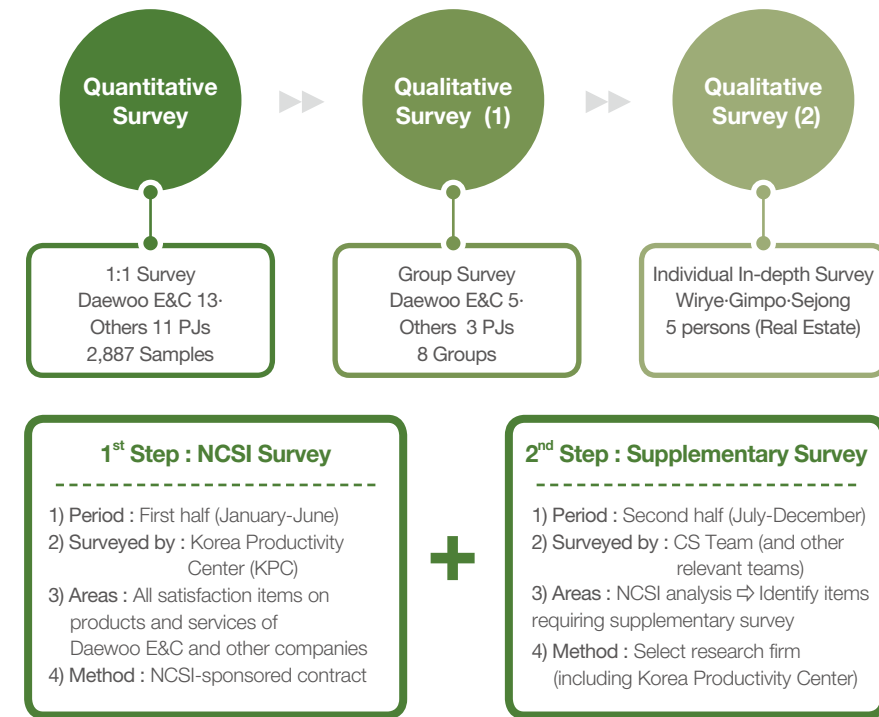 Quantitative
Survey
Qualitative
Survey (1)
Qualitative
Survey (2)
1:1 Survey
Daewoo E&C 13·
Others 11 PJs
2,887 Samples
Group Survey
Daewoo E&C 5·
Others 3 PJs
8 Groups
Individual In-depth Survey
Wirye·Gimpo·Sejong
5 persons (Real Estate)
1st Step : NCSI Survey
1) Period : First half (January-June)
2) Surveyed by : Korea Productivity
Center (KPC)
3) Areas : All satisfaction items on
products and services of
Daewoo E&C and other companies
4) Method : NCSI-sponsored contract
+
2nd Step : Supplementary Survey
1) Period : Second half (July-December)
2) Surveyed by : CS Team (and other
relevant teams)
3) Areas : NCSI analysis ⇨ Identify items
requiring supplementary survey
4) Method : Select research firm
(including Korea Productivity Center)